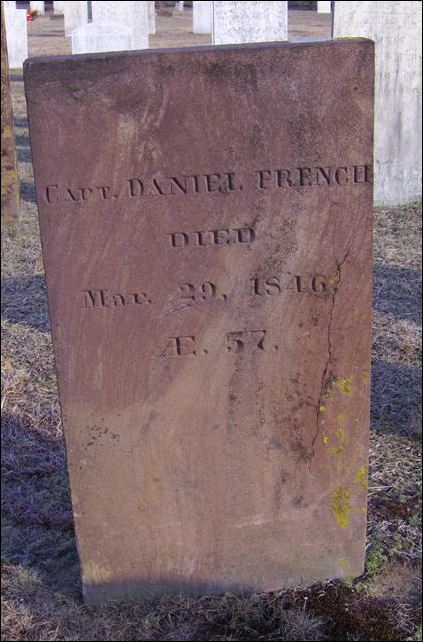 CAPT. DANIEL FRENCH
DIED
Mar. 29, 1846
Æ. 57.